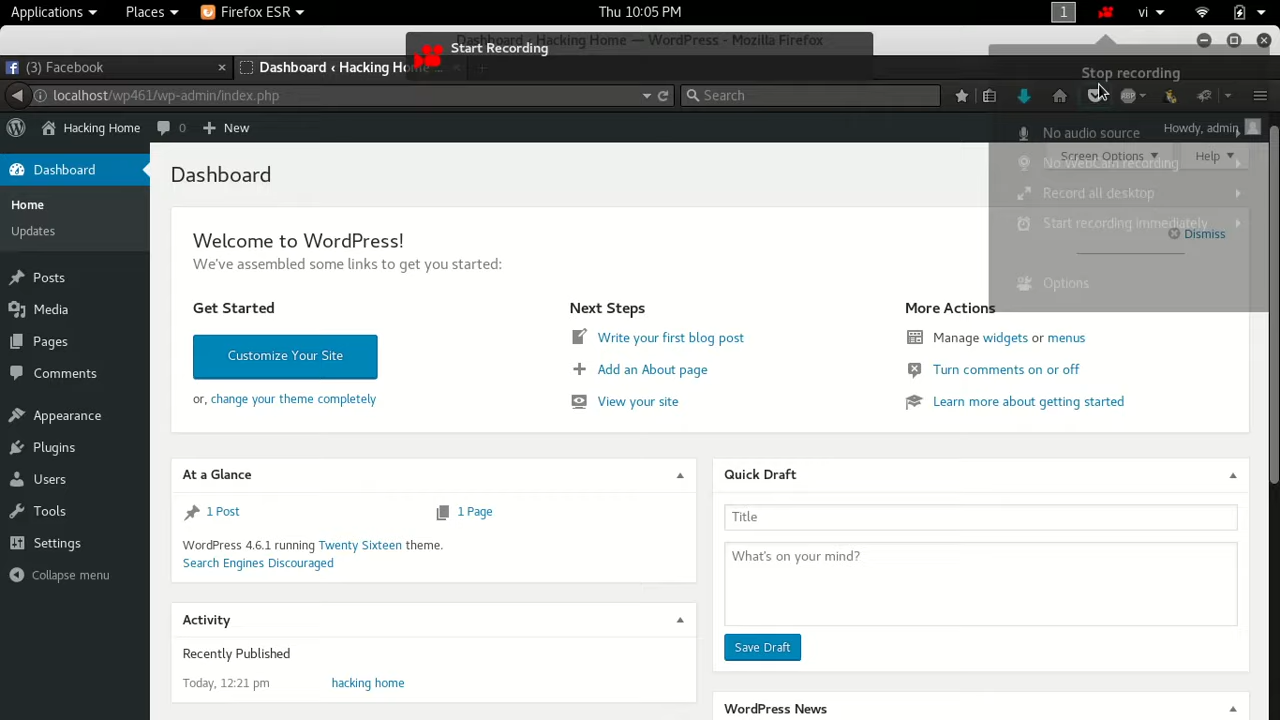 Applications Places Firefox ESR Thu 10:05 PM 1 vi
Dashboard ‹ Hacking Home — WordPress - Mozilla Firefox
Start Recording
(3) Facebook
Dashboard ‹ Hacking Home
Stop recording
localhost/wp461/wp-admin/index.php
Search
ABP
Hacking Home 0 New
Howdy, admin
No audio source
Screen Options Help
No WebCam recording
Record all desktop
Start recording immediately
Dismiss
Options
Dashboard
Home
Updates
Posts
Media
Pages
Comments
Appearance
Plugins
Users
Tools
Settings
Collapse menu
Dashboard
Welcome to WordPress!
We've assembled some links to get you started:
Get Started
Customize Your Site
or, change your theme completely
Next Steps
Write your first blog post
Add an About page
View your site
More Actions
Manage widgets or menus
Turn comments on or off
Learn more about getting started
At a Glance
1 Post 1 Page
WordPress 4.6.1 running Twenty Sixteen theme.
Search Engines Discouraged
Activity
Recently Published
Today, 12:21 pm hacking home
Quick Draft
Title
What's on your mind?
Save Draft
WordPress News